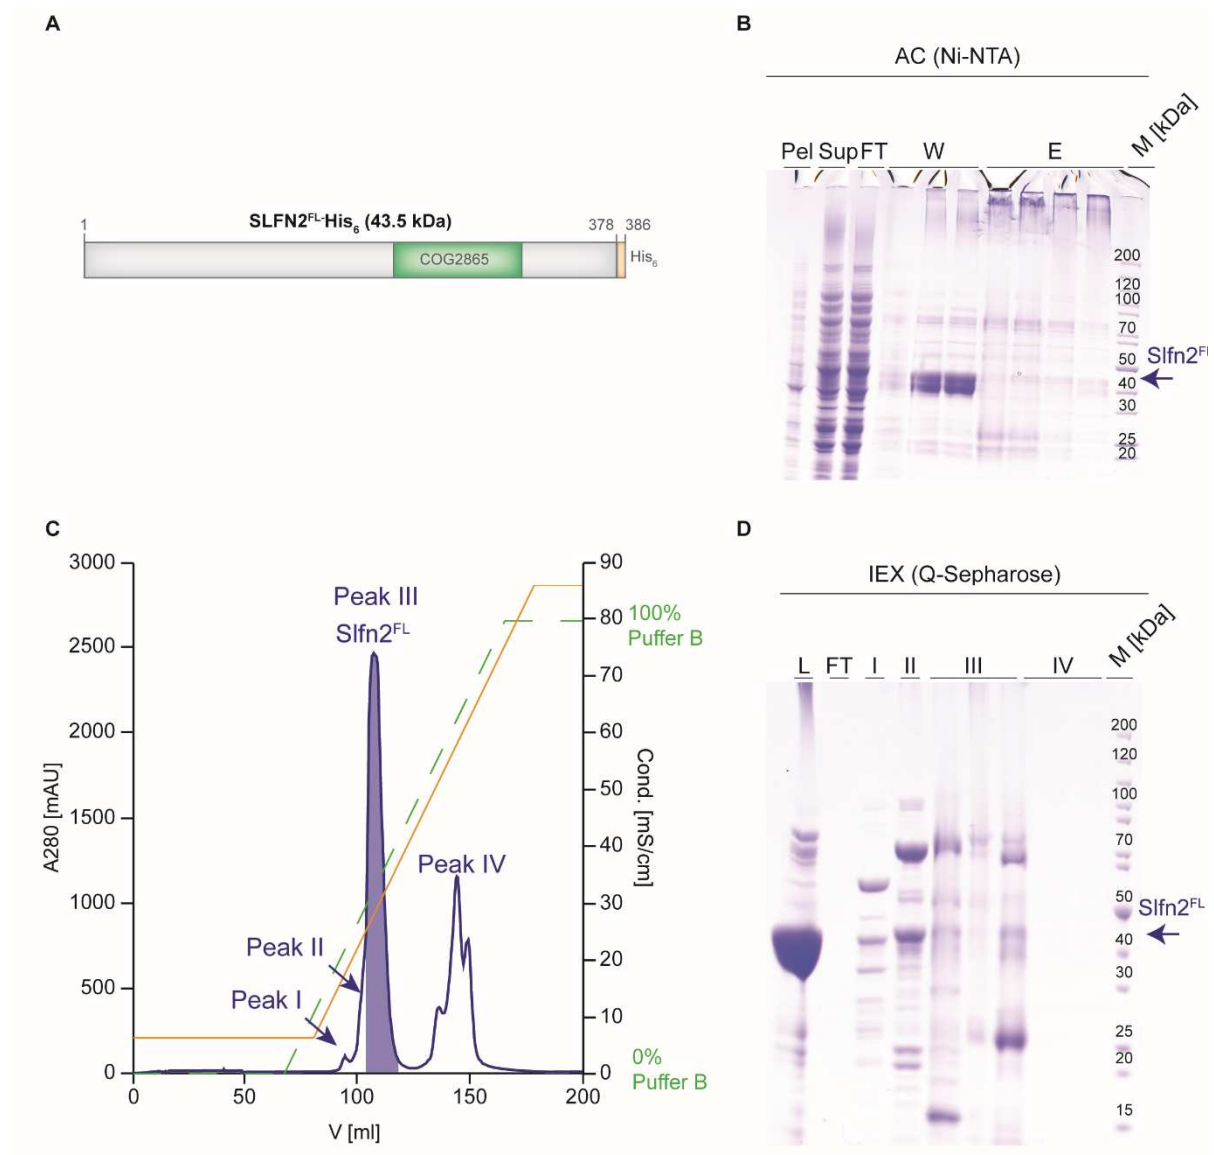 A
SLFN2FL-His6 (43.5 kDa)
1
378
386
COG2865
His6
B
AC (Ni-NTA)
Pel
Sup
FT
W
E
M [kDa]
200
120
100
70
50
40
30
25
20
Slfn2FL
C
3000
2500
2000
1500
1000
500
0
A280 [mAU]
Peak III
Slfn2FL
Peak IV
Peak II
Peak I
90
80
70
60
50
40
30
20
10
0
Cond. [mS/cm]
100%
Puffer B
0%
Puffer B
0
50
100
150
200
V [ml]
D
IEX (Q-Sepharose)
L
FT
I
II
III
IV
M [kDa]
200
120
100
70
50
40
30
25
20
15
Slfn2FL